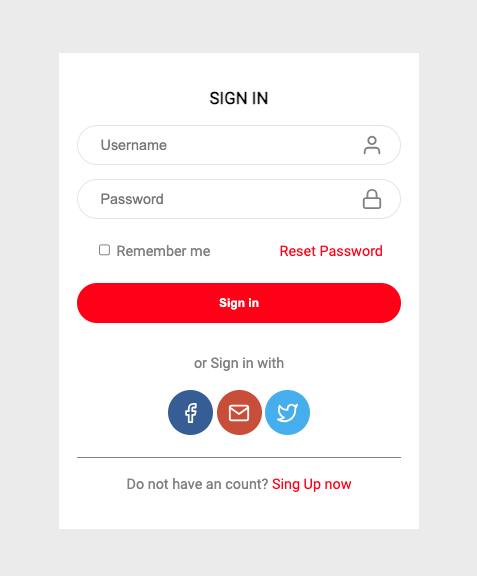 SIGN IN
Username
Password
Remember me Reset Password
Sign in
or Sign in with
Do not have an count? Sing Up now